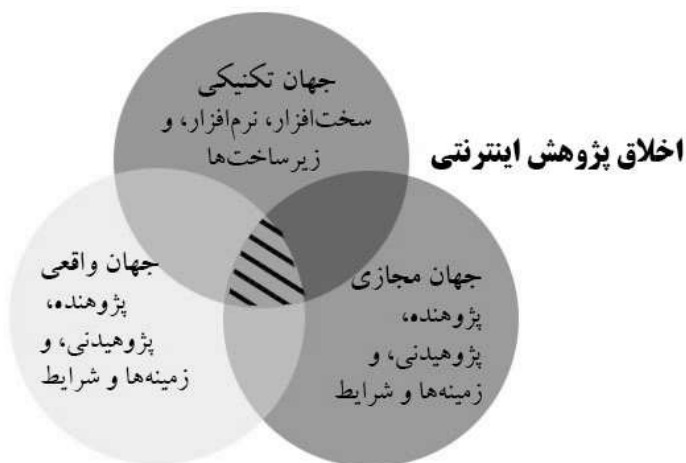 جهان تکنیکی
سخت‌افزار، نرم‌افزار، و
زیرساخت‌ها
اخلاق پژوهش اینترنتی
جهان مجازی
پژوهنده،
پژوهیدنی، و
زمینه‌ها و شرایط
جهان واقعی
پژوهنده،
پژوهیدنی، و
زمینه‌ها و شرایط